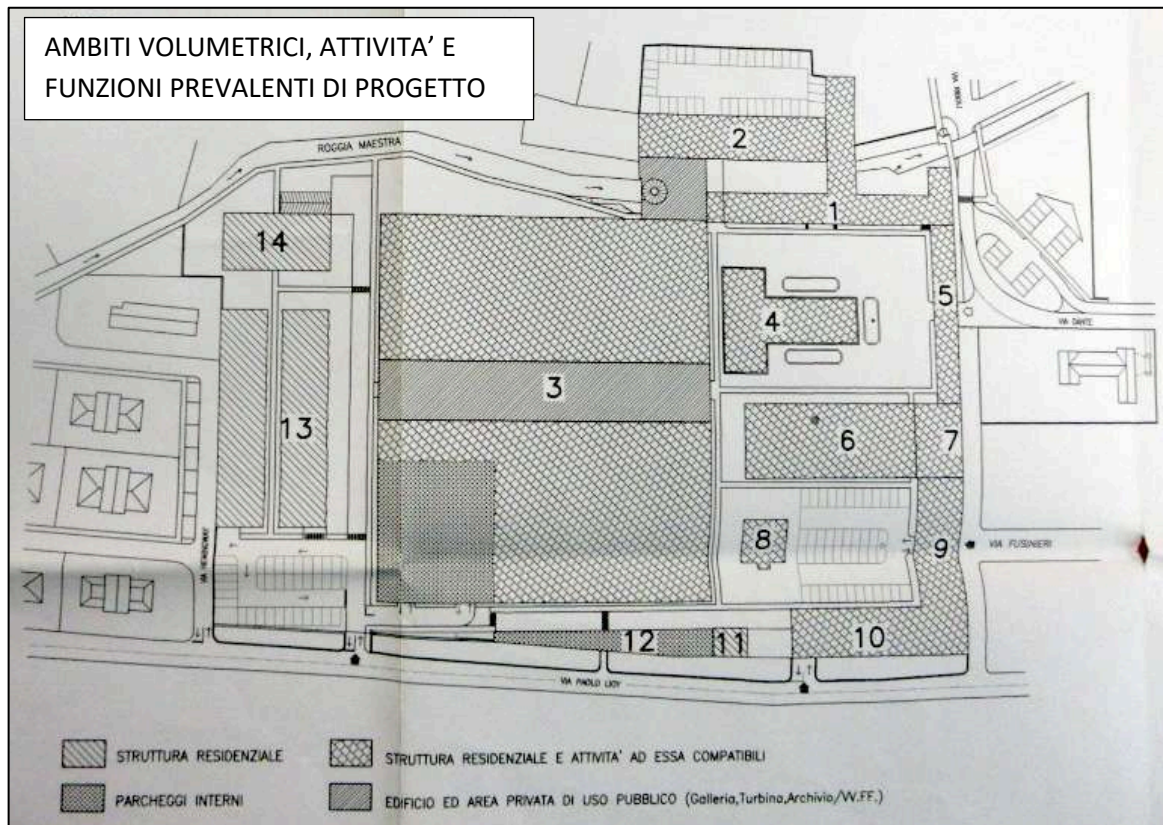 AMBITI VOLUMETRICI, ATTIVITA’ E
FUNZIONI PREVALENTI DI PROGETTO
ROGGIA MAESTRA
2
1
14
5
4
VIA DANTE
3
13
6
7
8
9
VIA FUSINIERI
12
11
10
VIA PAOLO LIOY
STRUTTURA RESIDENZIALE
STRUTTURA RESIDENZIALE E ATTIVITA' AD ESSA COMPATIBILI
PARCHEGGI INTERNI
EDIFICIO ED AREA PRIVATA DI USO PUBBLICO (Galleria,Turbina,Archivio/VV.FF.)